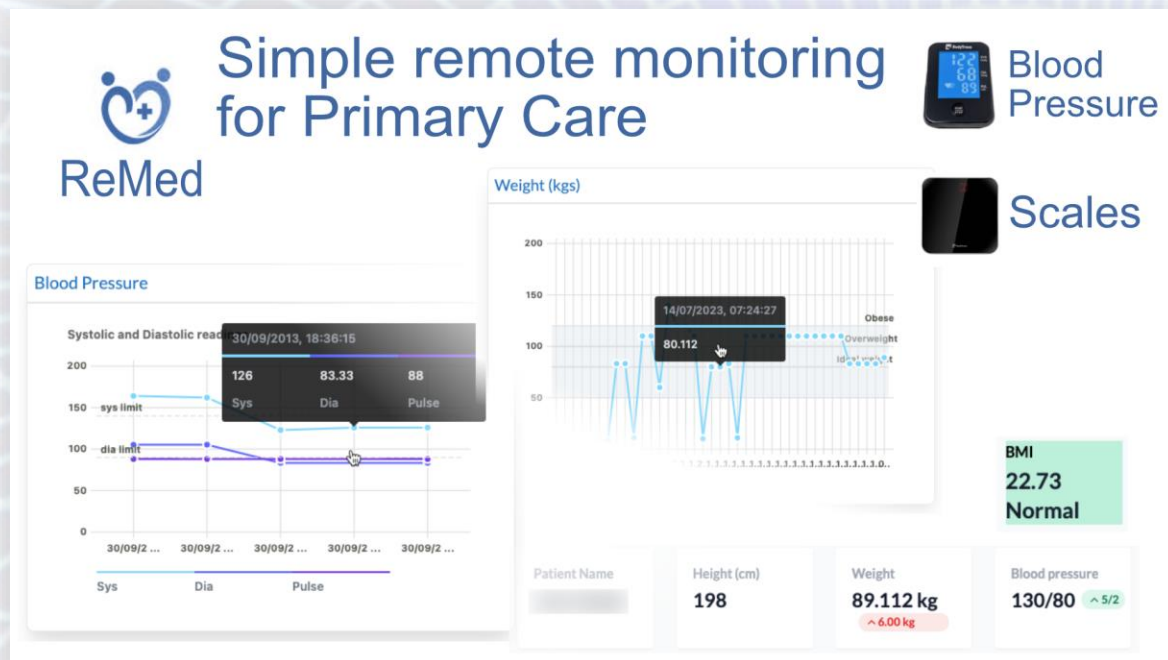 Simple remote monitoring
for Primary Care
ReMed
Blood
Pressure
122
68
89
Scales
Weight (kgs)
200
150
100
50
14/07/2023, 07:24:27
80.112
Obese
Overweight
Blood Pressure
Systolic and Diastolic
30/09/2013, 18:36:15
126 83.33 88
Sys Dia Pulse
200
150
100
50
0
sys limit
dia limit
30/09/2 ... 30/09/2 ... 30/09/2 ... 30/09/2 ... 30/09/2 ...
Sys Dia Pulse
BMI
22.73
Normal
Patient Name
Height (cm)
198
Weight
89.112 kg
^ 6.00 kg
Blood pressure
130/80 ^ 5/2